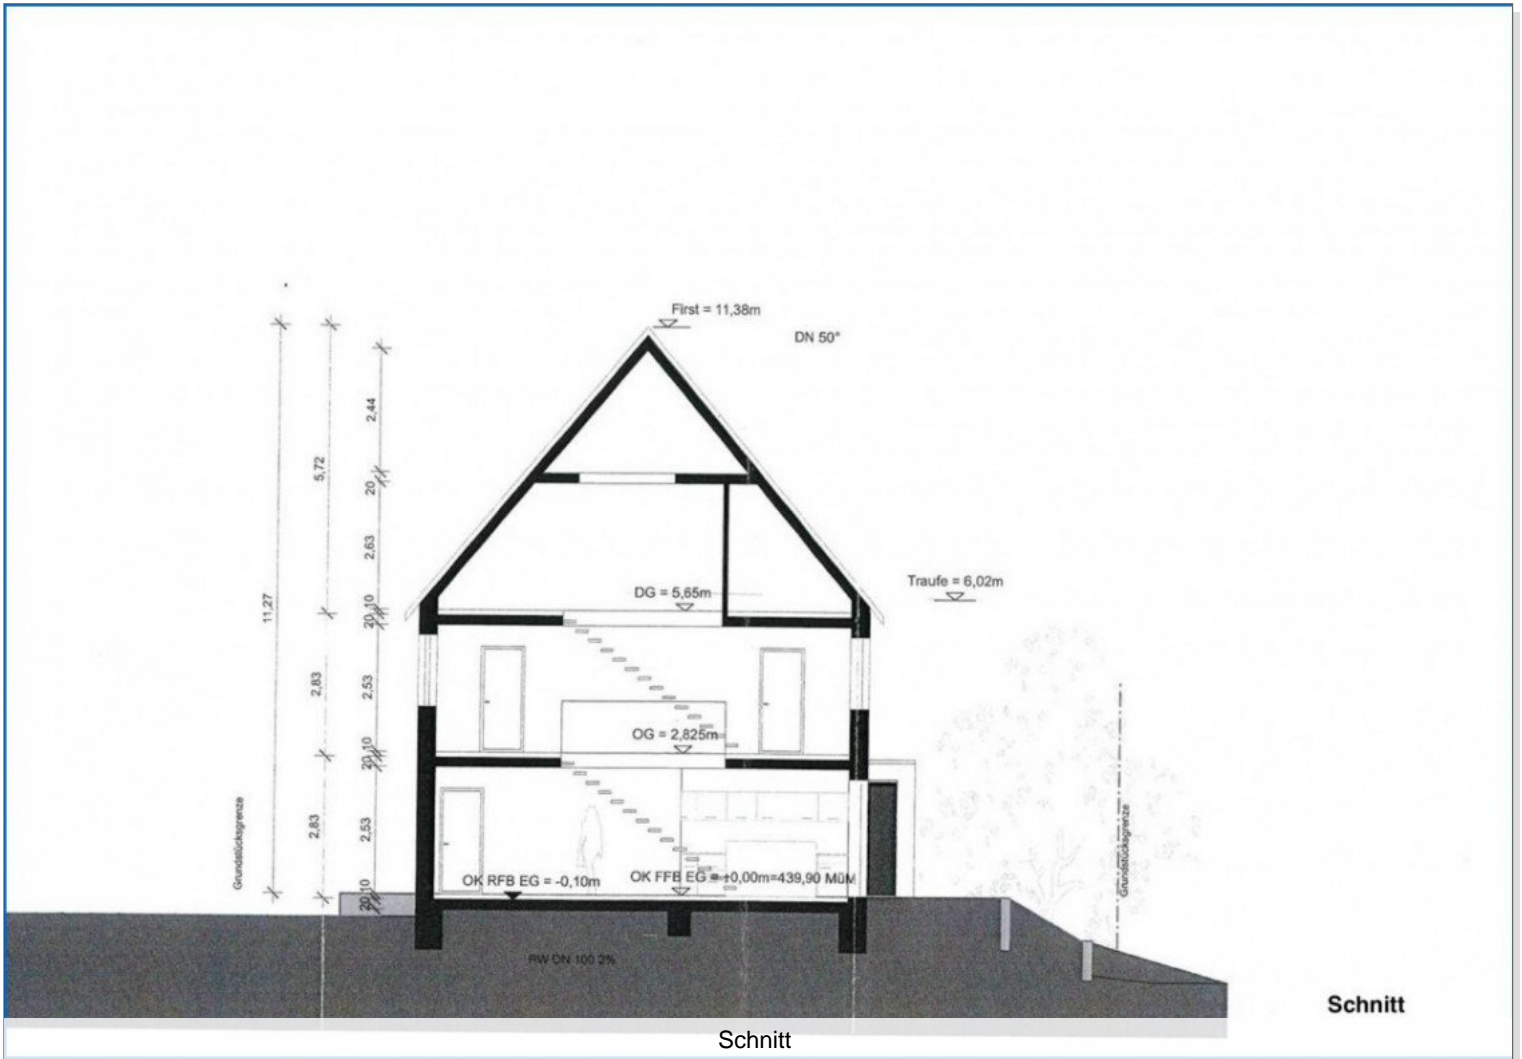 First = 11,38m
DN 50°
2,44
5,72
20
2,63
DG = 5,65m
Traufe = 6,02m
11,27
20 10
2,83
2,53
OG = 2,825m
20 10
2,83
2,53
Grundstücksgrenze
Grundstücksgrenze
OK RFB EG = -0,10m
OK FFB EG = ±0,00m=439,90 MüM
20 10
RW DN 100 2%
Schnitt
Schnitt